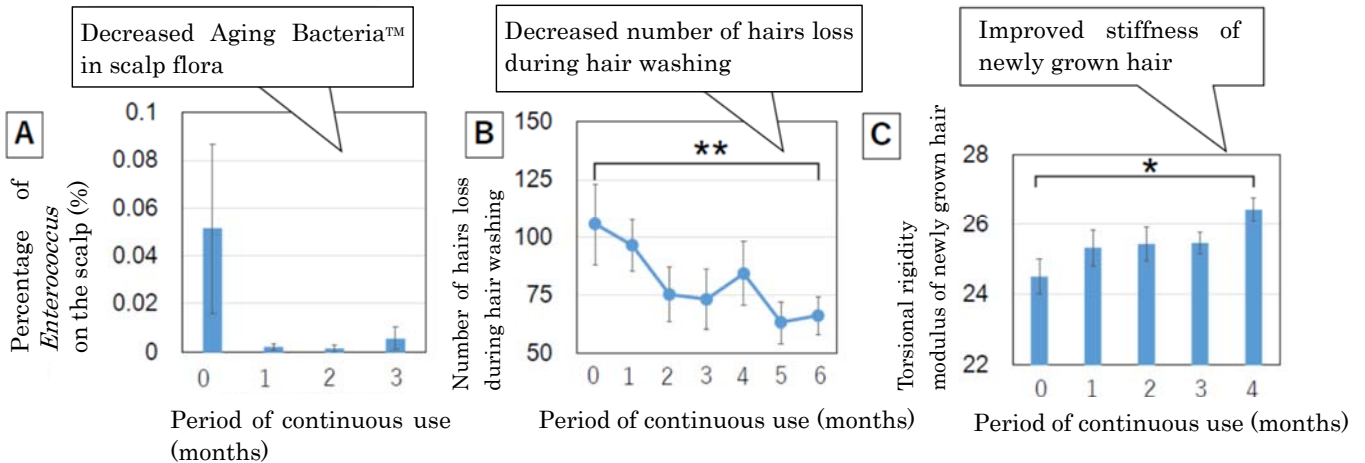 Decreased Aging Bacteria™
in scalp flora
A
Percentage of
Enterococcus
on the scalp (%)
0.1
0.08
0.06
0.04
0.02
0
0 1 2 3
Period of continuous use
(months)
Decreased number of hairs loss
during hair washing
B
Number of hairs loss
during hair washing
150
125
100
75
50
**
0 1 2 3 4 5 6
Period of continuous use (months)
Improved stiffness of
newly grown hair
C
Torsional rigidity
modulus of newly grown hair
28
26
24
22
*
0 1 2 3 4
Period of continuous use (months)